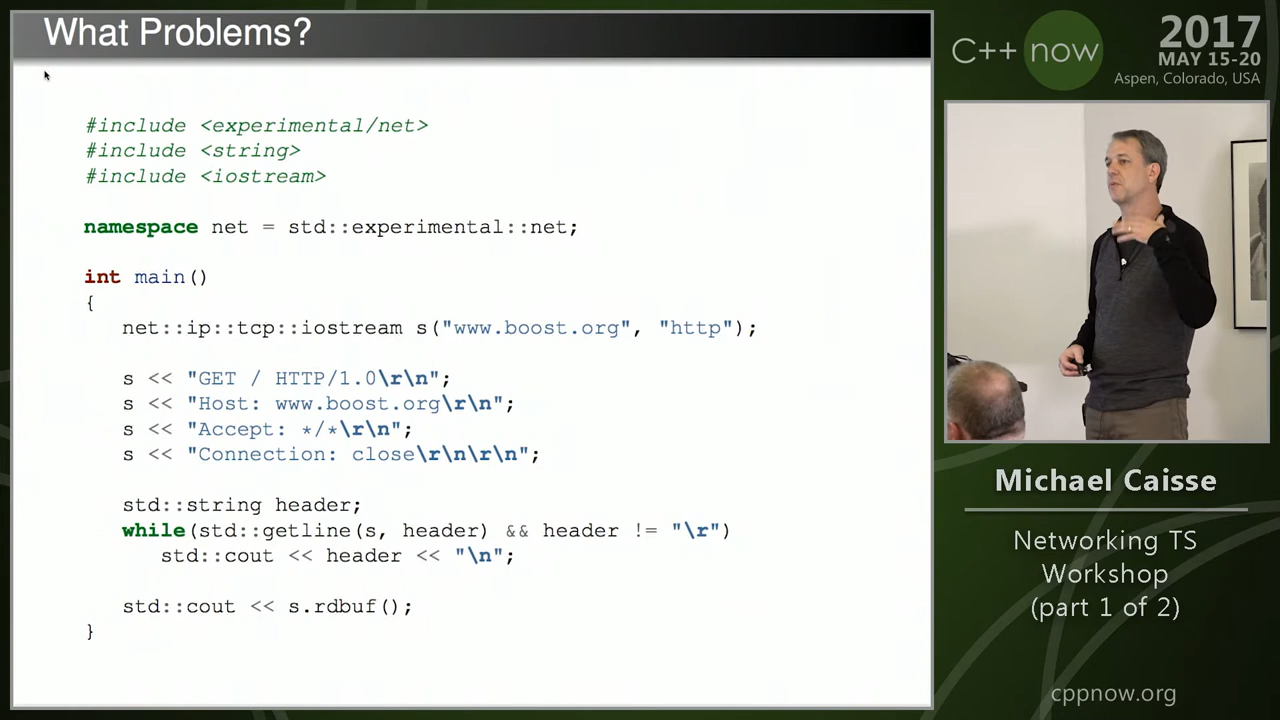 What Problems?
#include <experimental/net>
#include <string>
#include <iostream>
namespace net = std::experimental::net;
int main()
{
net::ip::tcp::iostream s("www.boost.org", "http");
s << "GET / HTTP/1.0\r\n";
s << "Host: www.boost.org\r\n";
s << "Accept: */*\r\n";
s << "Connection: close\r\n\r\n";
std::string header;
while(std::getline(s, header) && header != "\r")
std::cout << header << "\n";
std::cout << s.rdbuf();
}
C++ now
2017
MAY 15-20
Aspen, Colorado, USA
Michael Caisse
Networking TS
Workshop
(part 1 of 2)
cppnow.org